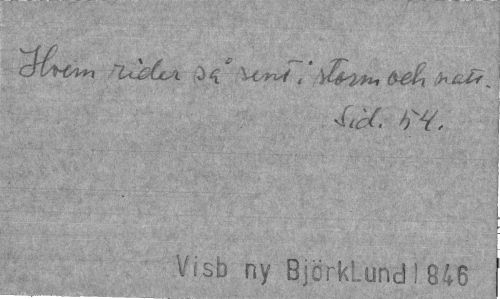 Hvem rider så sent i storm och natt.
Sid. 54.
Visb ny Björklund 1846